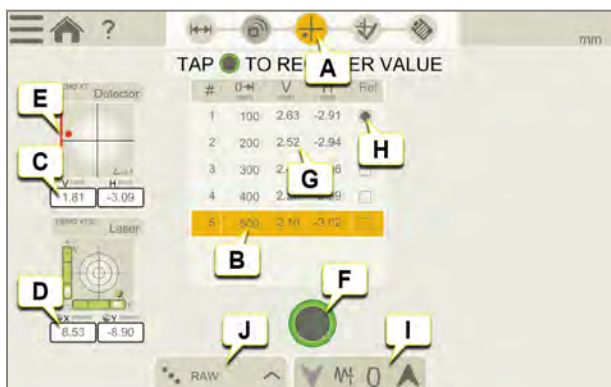 ?
mm
A
TAP TO RE ER VALUE
E
Detector
C
V H
1.81 -3.09
# V Ref
1 100 2.63 -2.91
2 200 2.52 -2.94
3 300
4 400
5 500 2.10 -3.02
H
G
B
Laser
D
X Y
8.53 -8.90
F
J
RAW
I
0